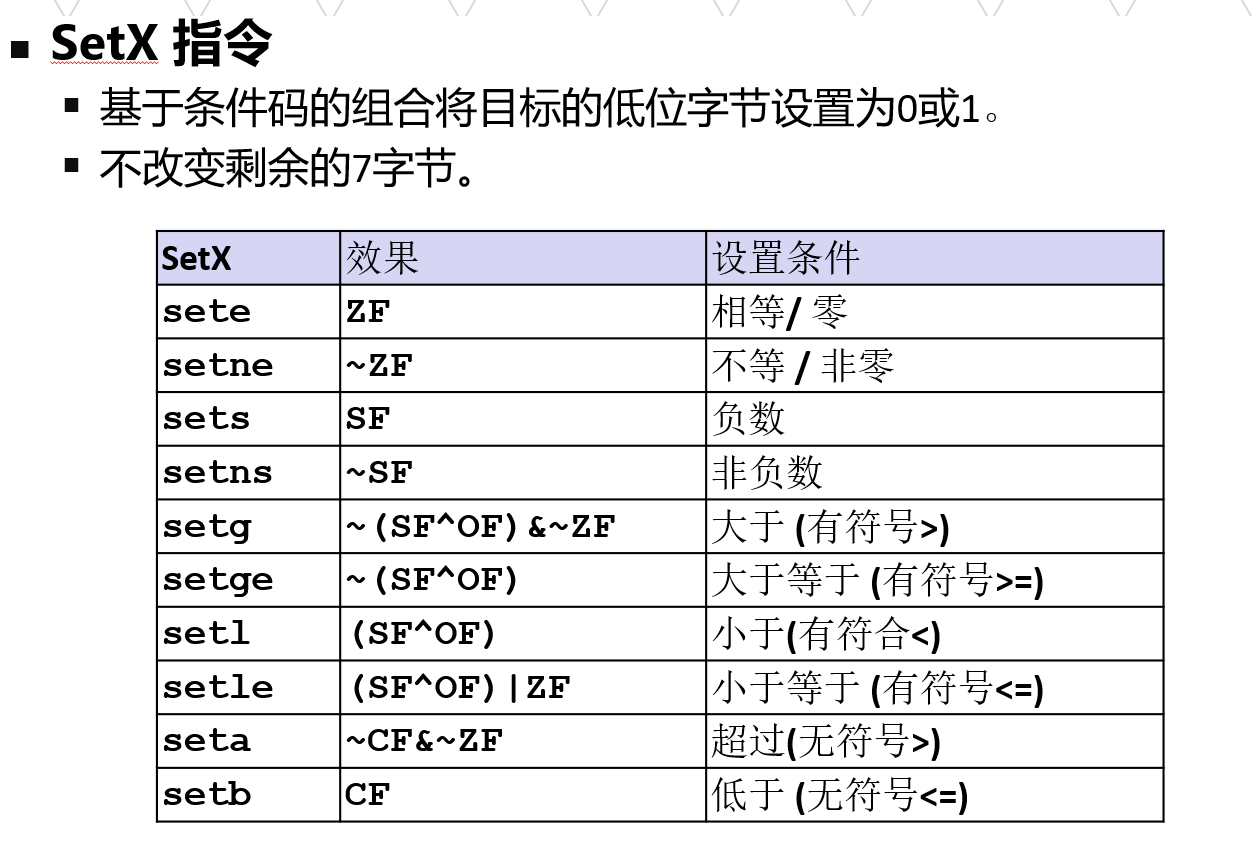 SetX 指令
基于条件码的组合将目标的低位字节设置为0或1。
不改变剩余的7字节。
SetX 效果 设置条件
sete ZF 相等/ 零
setne ~ZF 不等 / 非零
sets SF 负数
setns ~SF 非负数
setg ~(SF^OF)&~ZF 大于 (有符号>)
setge ~(SF^OF) 大于等于 (有符号>=)
setl (SF^OF) 小于(有符合<)
setle (SF^OF)|ZF 小于等于 (有符号<=)
seta ~CF&~ZF 超过(无符号>)
setb CF 低于 (无符号<=)